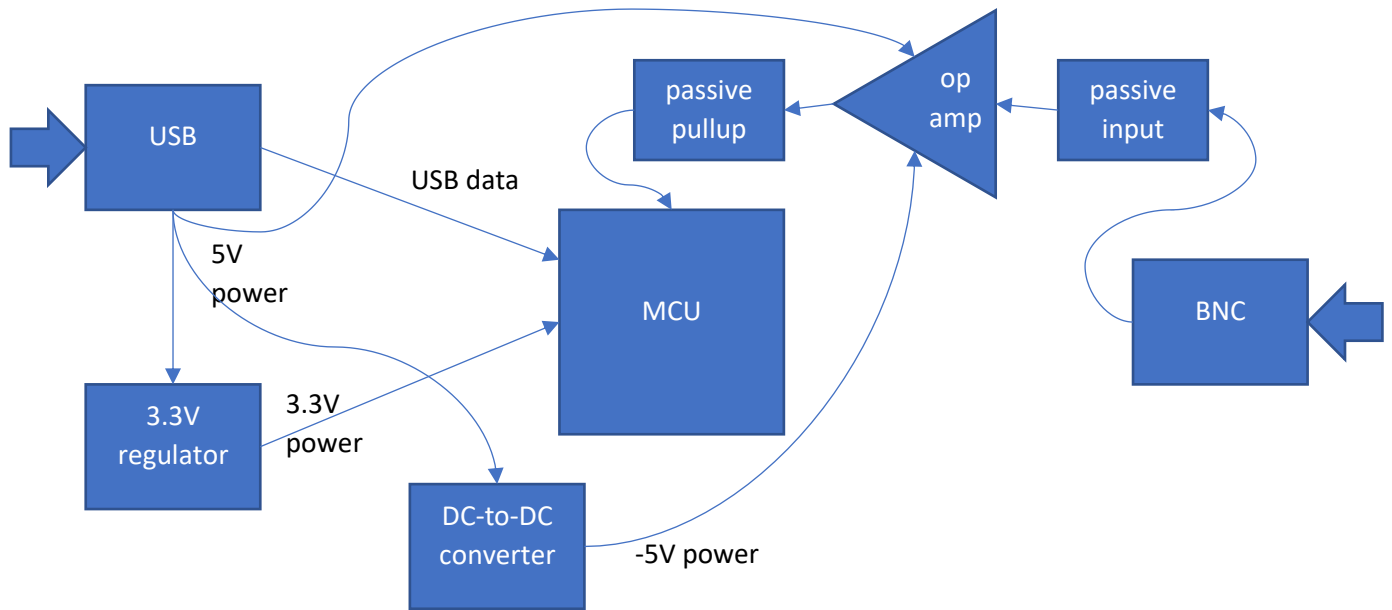 op
amp
passive
pullup
passive
input
USB
USB data
5V
power
MCU
BNC
3.3V
regulator
3.3V
power
DC-to-DC
converter
-5V power